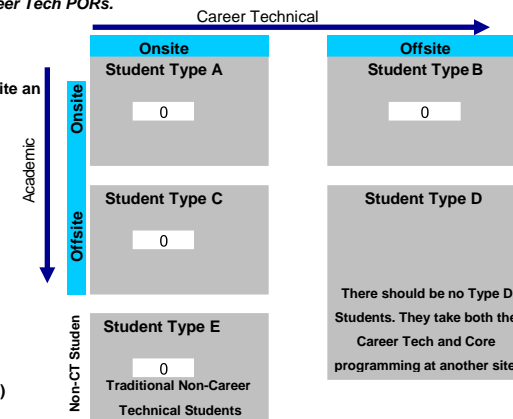 eer Tech PORs.
Career Technical
Onsite
Offsite
Student Type A
Student Type B
ite an
Onsite
0
0
Academic
Student Type C
Student Type D
Offsite
0
There should be no Type D
Students. They take both the
Career Tech and Core
programming at another site
Non-CT Studen
Student Type E
0
Traditional Non-Career
Technical Students
)